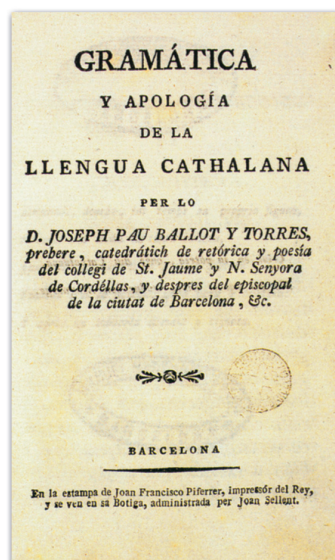 GRAMÁTICA
Y APOLOGÍA
DE LA
LLENGUA CATHALANA
PER LO
D. JOSEPH PAU BALLOT Y TORRES,
prebere, catedrátich de retórica y poesía
del collegi de St. Jaume y N. Senyora
de Cordéllas, y despres del episcopal
de la ciutat de Barcelona, &c.
BARCELONA
En la estampa de Joan Francisco Piferrer, impressór del Rey,
y se ven en sa Botiga, administrada per Joan Sellent.